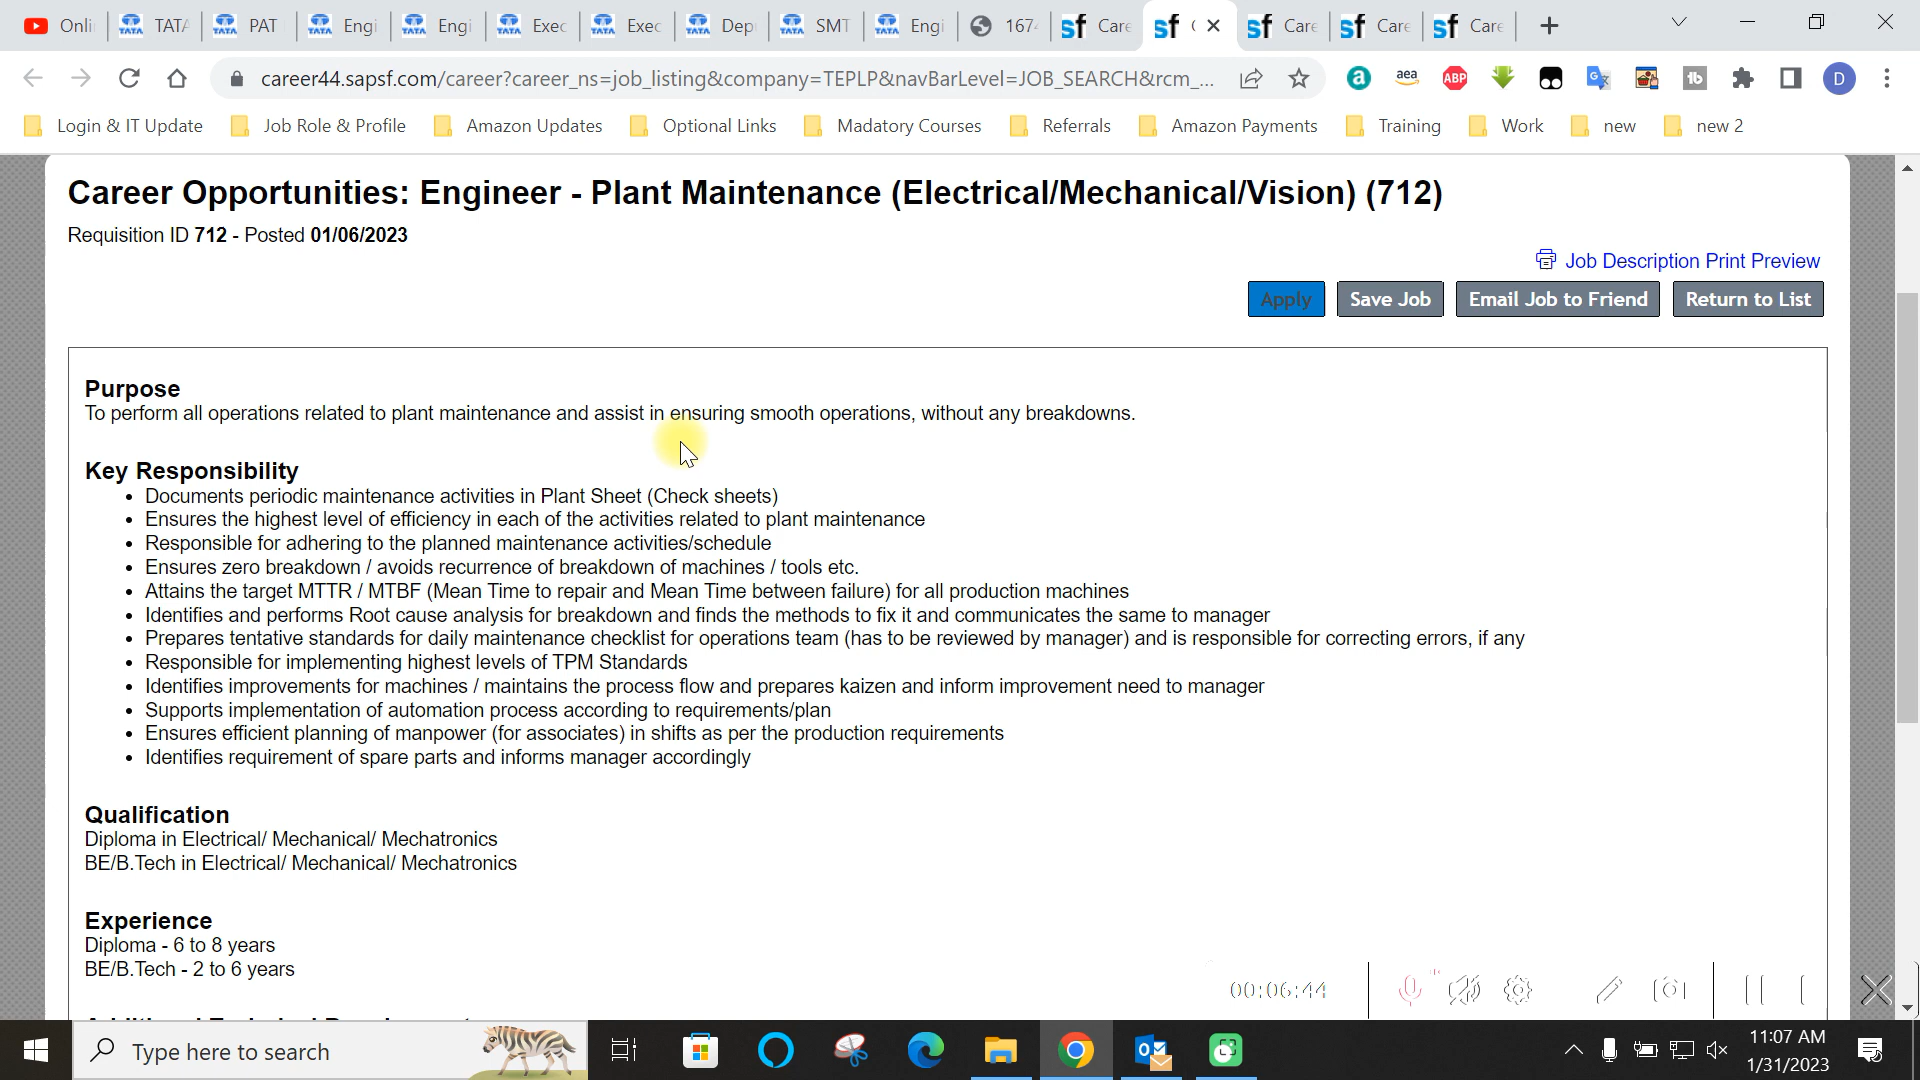 Onli
TATA
PAT
Engi
Engi
Exec
Exec
Dep
SMT
Engi
167
Care
Care
Care
Care
career44.sapsf.com/career?career_ns=job_listing&company=TEPLP&navBarLevel=JOB_SEARCH&rcm_...
aea
ABP
D
Login & IT Update
Job Role & Profile
Amazon Updates
Optional Links
Madatory Courses
Referrals
Amazon Payments
Training
Work
new
new 2
Career Opportunities: Engineer - Plant Maintenance (Electrical/Mechanical/Vision) (712)
Requisition ID 712 - Posted 01/06/2023
Job Description Print Preview
Apply
Save Job
Email Job to Friend
Return to List
Purpose
To perform all operations related to plant maintenance and assist in ensuring smooth operations, without any breakdowns.
Key Responsibility
• Documents periodic maintenance activities in Plant Sheet (Check sheets)
• Ensures the highest level of efficiency in each of the activities related to plant maintenance
• Responsible for adhering to the planned maintenance activities/schedule
• Ensures zero breakdown / avoids recurrence of breakdown of machines / tools etc.
• Attains the target MTTR / MTBF (Mean Time to repair and Mean Time between failure) for all production machines
• Identifies and performs Root cause analysis for breakdown and finds the methods to fix it and communicates the same to manager
• Prepares tentative standards for daily maintenance checklist for operations team (has to be reviewed by manager) and is responsible for correcting errors, if any
• Responsible for implementing highest levels of TPM Standards
• Identifies improvements for machines / maintains the process flow and prepares kaizen and inform improvement need to manager
• Supports implementation of automation process according to requirements/plan
• Ensures efficient planning of manpower (for associates) in shifts as per the production requirements
• Identifies requirement of spare parts and informs manager accordingly
Qualification
Diploma in Electrical/ Mechanical/ Mechatronics
BE/B.Tech in Electrical/ Mechanical/ Mechatronics
Experience
Diploma - 6 to 8 years
BE/B.Tech - 2 to 6 years
00:06:44
Type here to search
11:07 AM
1/31/2023